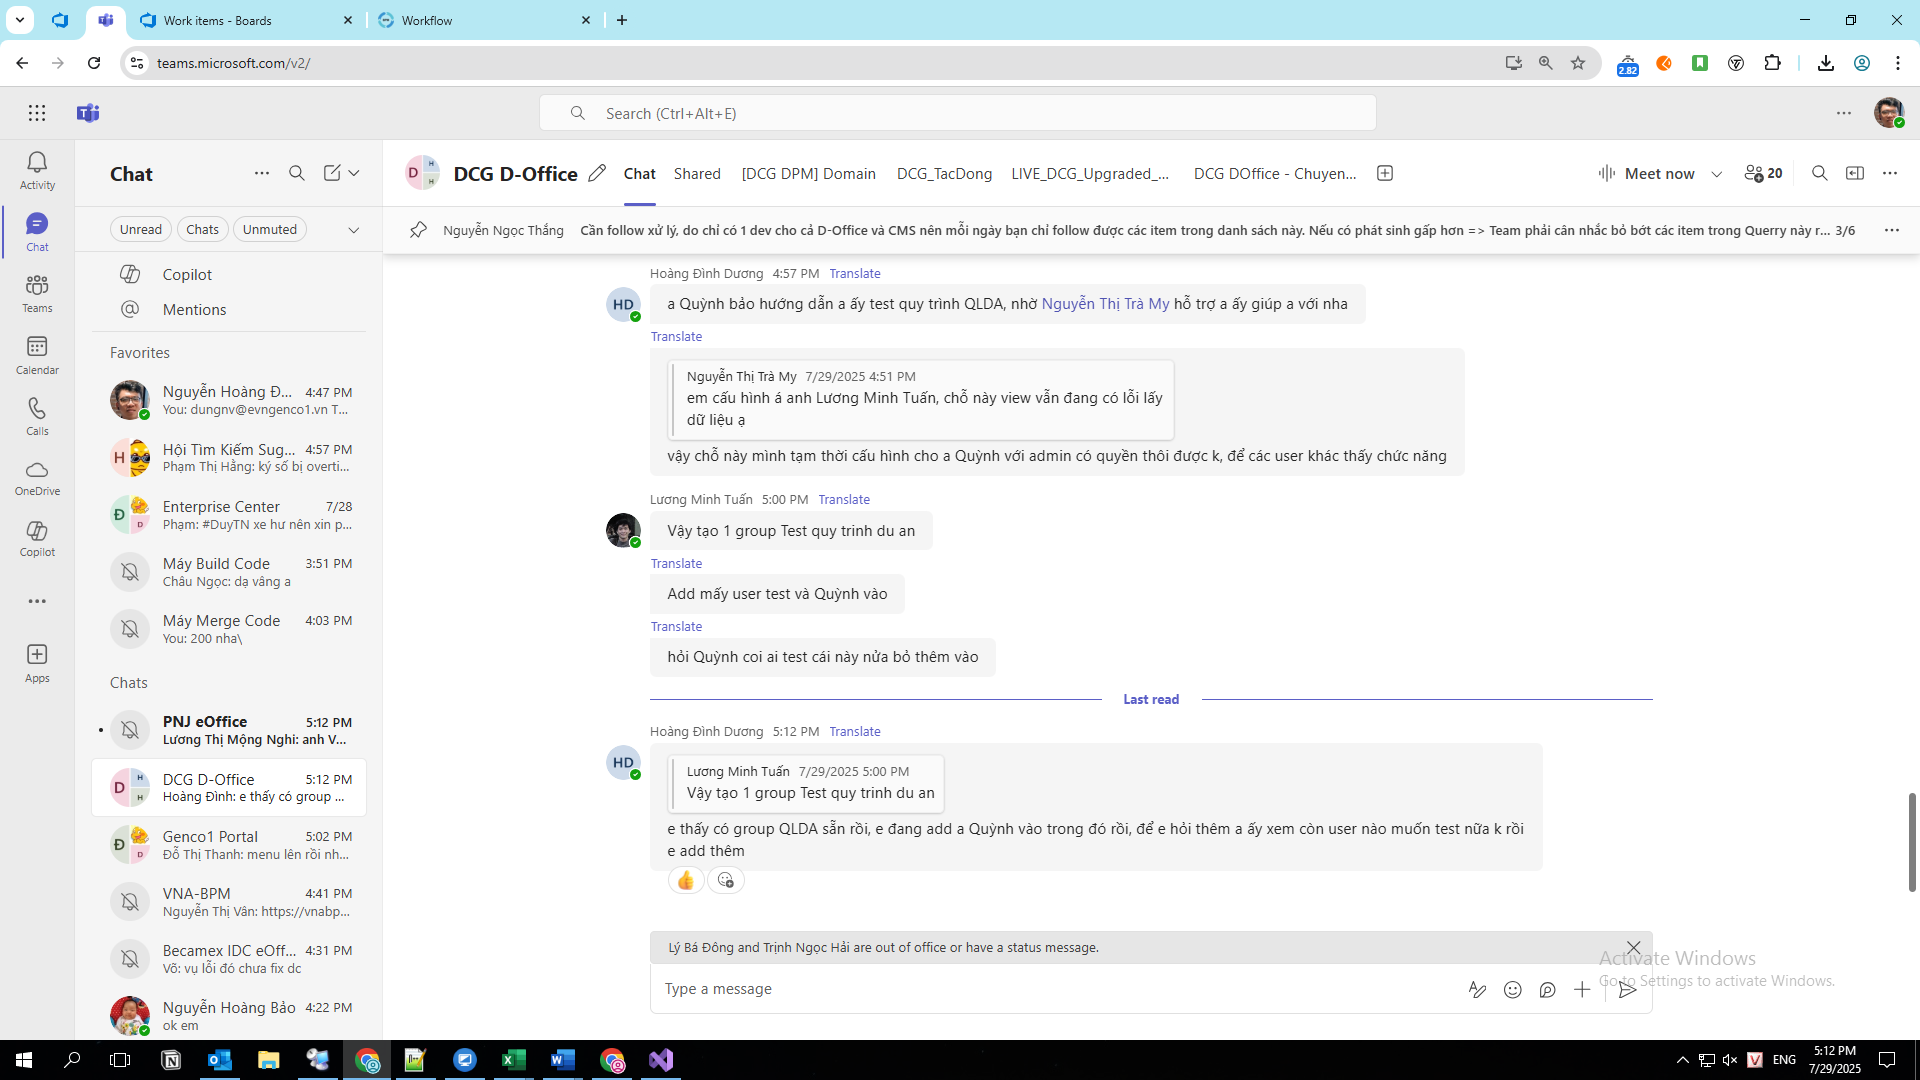 Work items - Boards
Workflow
teams.microsoft.com/v2/
2.82
Search (Ctrl+Alt+E)
Activity
Chat
Teams
Calendar
Calls
OneDrive
Copilot
Apps
Chat
Unread
Chats
Unmuted
Copilot
Mentions
Favorites
Nguyễn Hoàng Đ... 4:47 PM
You: dungnv@evngenco1.vn T...
H
Hội Tìm Kiếm Sug... 4:57 PM
Phạm Thị Hằng: ký số bị overti...
Đ D
Enterprise Center 7/28
Phạm: #DuyTN xe hư nên xin p...
Máy Build Code 3:51 PM
Châu Ngọc: dạ vâng a
Máy Merge Code 4:03 PM
You: 200 nha\
Chats
PNJ eOffice 5:12 PM
Lương Thị Mộng Nghi: anh V...
D H H
DCG D-Office 5:12 PM
Hoàng Đình: e thấy có group ...
Đ D
Genco1 Portal 5:02 PM
Đỗ Thị Thanh: menu lên rồi nh...
VNA-BPM 4:41 PM
Nguyễn Thị Vân: https://vnabp...
Becamex IDC eOff... 4:31 PM
Võ: vụ lỗi đó chưa fix dc
Nguyễn Hoàng Bảo 4:22 PM
ok em
D H H
DCG D-Office
Chat
Shared
[DCG DPM] Domain
DCG_TacDong
LIVE_DCG_Upgraded_...
DCG DOffice - Chuyen...
Meet now
20
Nguyễn Ngọc Thắng Cần follow xử lý, do chỉ có 1 dev cho cả D-Office và CMS nên mỗi ngày bạn chỉ follow được các item trong danh sách này. Nếu có phát sinh gấp hơn => Team phải cân nhắc bỏ bớt các item trong Querry này r... 3/6
Hoàng Đình Dương 4:57 PM Translate
HD
a Quỳnh bảo hướng dẫn a ấy test quy trình QLDA, nhờ Nguyễn Thị Trà My hỗ trợ a ấy giúp a với nha
Translate
Nguyễn Thị Trà My 7/29/2025 4:51 PM
em cấu hình á anh Lương Minh Tuấn, chỗ này view vẫn đang có lỗi lấy
dữ liệu ạ
vậy chỗ này mình tạm thời cấu hình cho a Quỳnh với admin có quyền thôi được k, để các user khác thấy chức năng
Lương Minh Tuấn 5:00 PM Translate
Vậy tạo 1 group Test quy trinh du an
Translate
Add mấy user test và Quỳnh vào
Translate
hỏi Quỳnh coi ai test cái này nửa bỏ thêm vào
Last read
Hoàng Đình Dương 5:12 PM Translate
HD
Lương Minh Tuấn 7/29/2025 5:00 PM
Vậy tạo 1 group Test quy trinh du an
e thấy có group QLDA sẵn rồi, e đang add a Quỳnh vào trong đó rồi, để e hỏi thêm a ấy xem còn user nào muốn test nữa k rồi
e add thêm
Lý Bá Đông and Trịnh Ngọc Hải are out of office or have a status message.
Type a message
Activate Windows
Go to Settings to activate Windows.
ENG
5:12 PM
7/29/2025